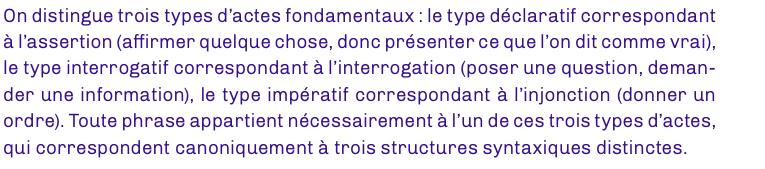 On distingue trois types d’actes fondamentaux : le type déclaratif correspondant
à l’assertion (affirmer quelque chose, donc présenter ce que l’on dit comme vrai),
le type interrogatif correspondant à l’interrogation (poser une question, deman-
der une information), le type impératif correspondant à l’injonction (donner un
ordre). Toute phrase appartient nécessairement à l’un de ces trois types d’actes,
qui correspondent canoniquement à trois structures syntaxiques distinctes.